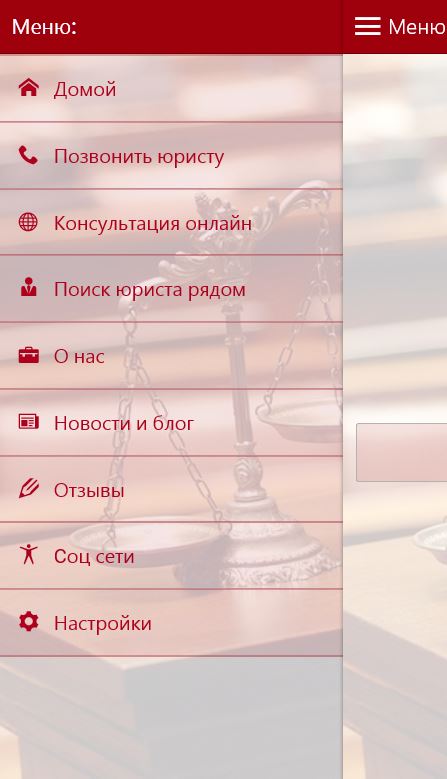 Меню:
Меню
Домой
Позвонить юристу
Консультация онлайн
Поиск юриста рядом
О нас
Новости и блог
Отзывы
Соц сети
Настройки